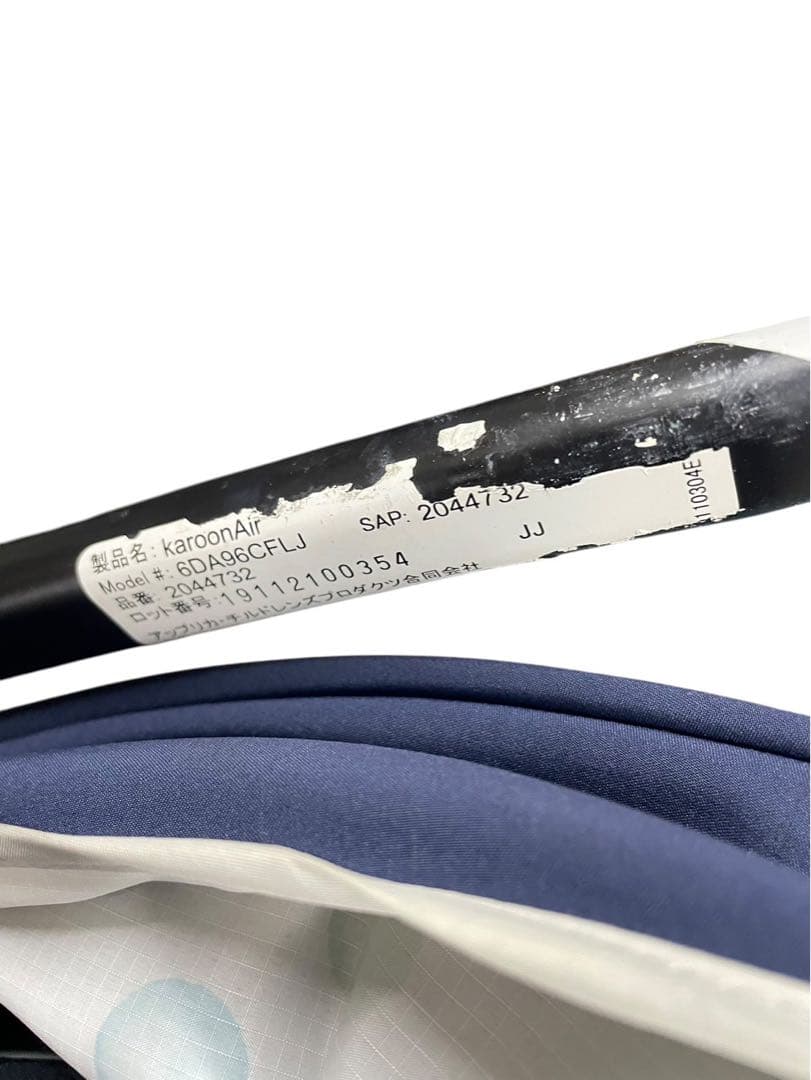 製品名: karoonAir
Model #: 6DA96CFLJ SAP: 2044732
品番: 2044732
ロット番号: 19112100354 JJ
アップリカ・チルドレンズプロダクツ合同会社
110304E